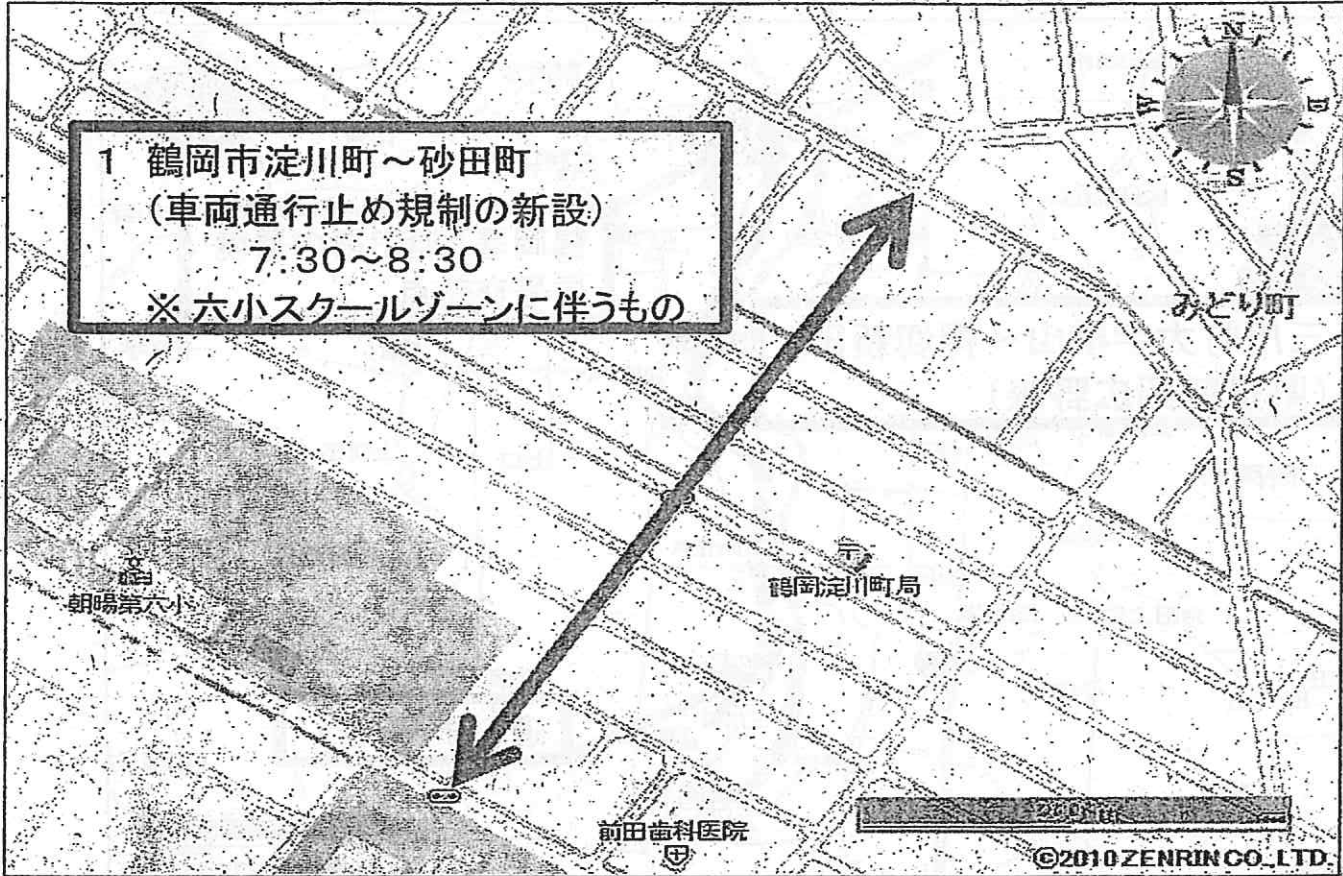 1 鶴岡市淀川町～砂田町
(車両通行止め規制の新設)
7:30～8:30
※ 六小スクールゾーンに伴うもの
N
W
E
S
みどり町
朝暘第六小
鶴岡淀川町局
前田歯科医院
200m
©2010 ZENRIN CO.,LTD.